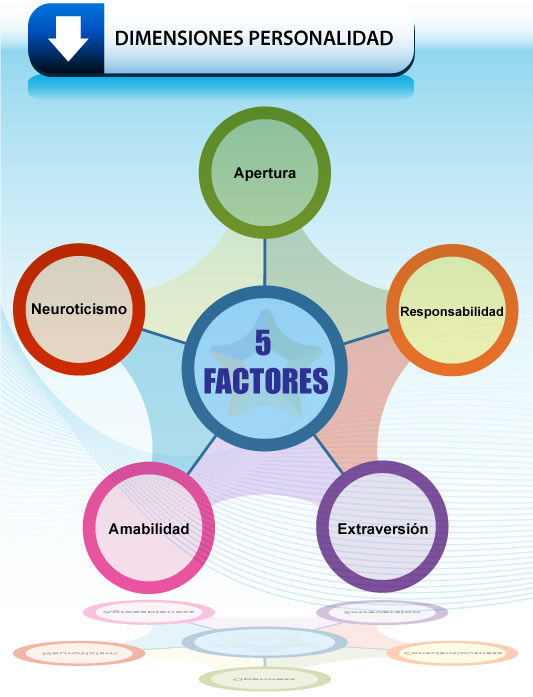 DIMENSIONES PERSONALIDAD
Apertura
Neuroticismo
Responsabilidad
5
FACTORES
Amabilidad
Extraversión